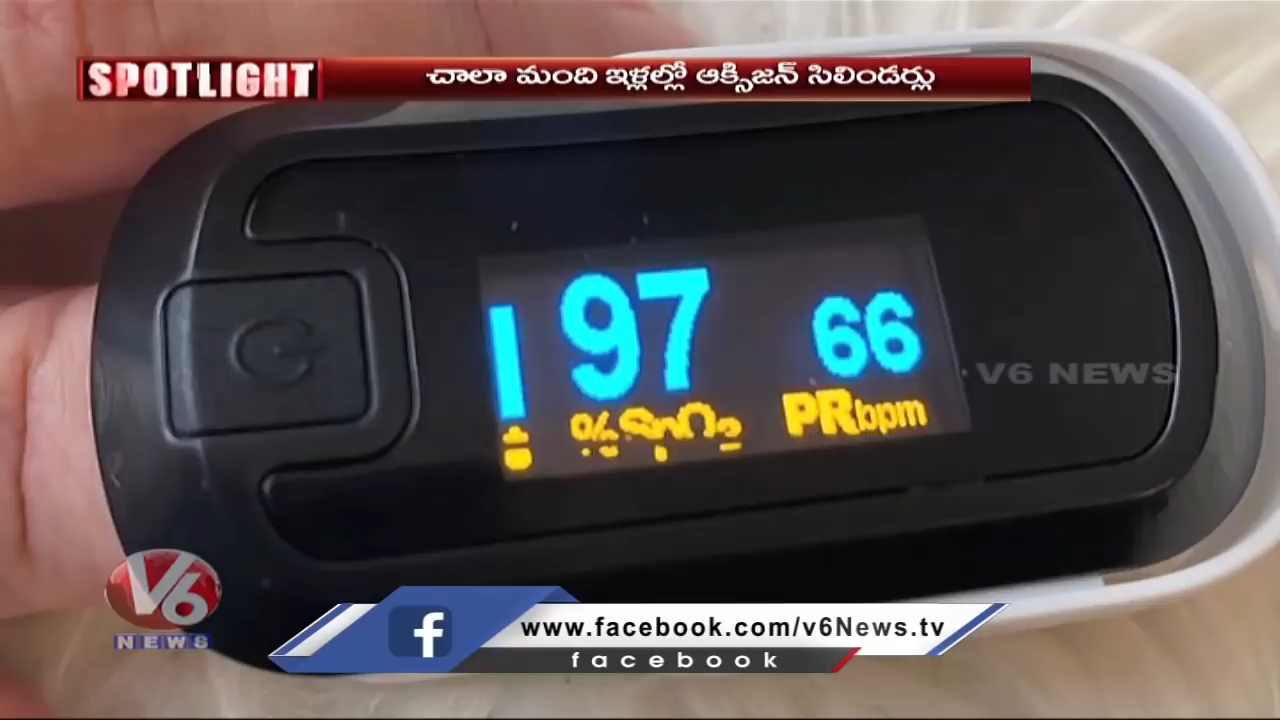 SPOTLIGHT
చాలా మంది ఇళ్లల్లో ఆక్సిజన్ సిలిండర్లు
97 66
PRbpm
V6 NEWS
V6
NEWS
f
www.facebook.com/v6News.tv
facebook